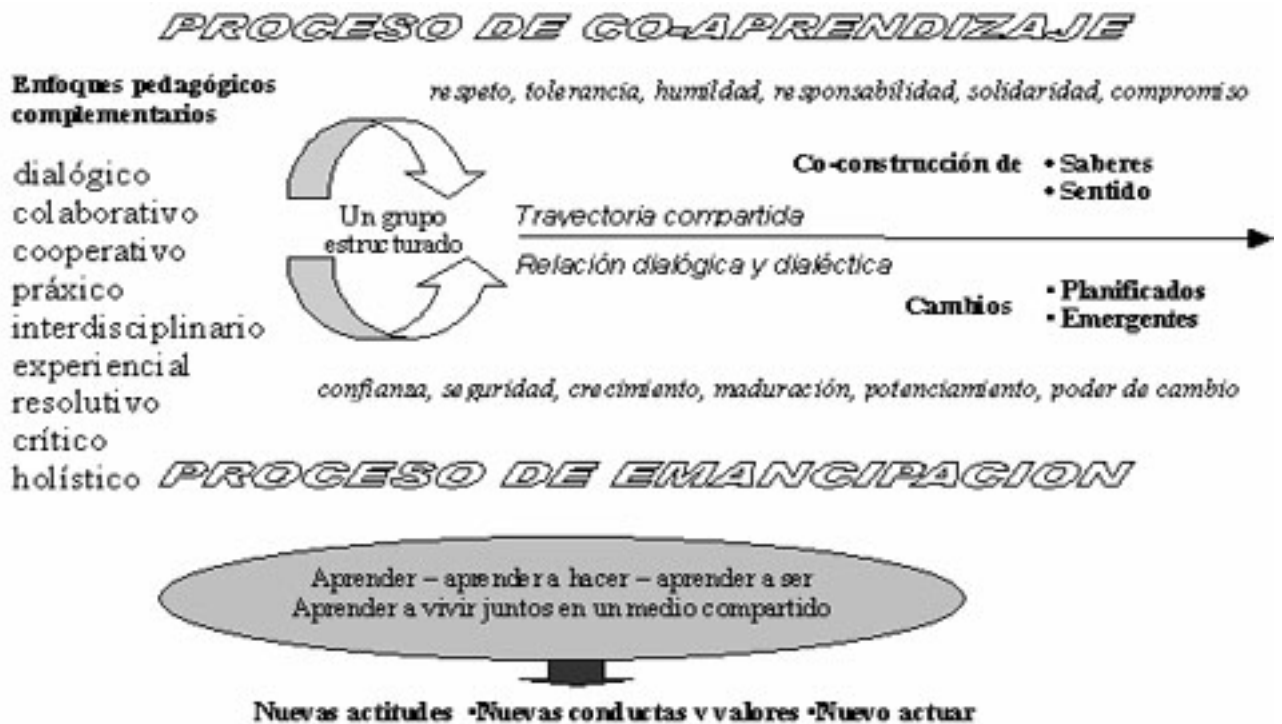 PROCESO DE CO-APRENDIZAJE
Enfoques pedagógicos
complementarios
respeto, tolerancia, humildad, responsabilidad, solidaridad, compromiso
dialógico
colaborativo
cooperativo
práxico
interdisciplinario
experiencial
resolutivo
crítico
holístico
Un grupo
estructurado
Trayectoria compartida
Relación dialógica y dialéctica
Co-construcción de
• Saberes
• Sentido
Cambios
• Planificados
• Emergentes
confianza, seguridad, crecimiento, maduración, potenciamiento, poder de cambio
PROCESO DE EMANCIPACION
Aprender – aprender a hacer – aprender a ser
Aprender a vivir juntos en un medio compartido
Nuevas actitudes •Nuevas conductas y valores •Nuevo actuar